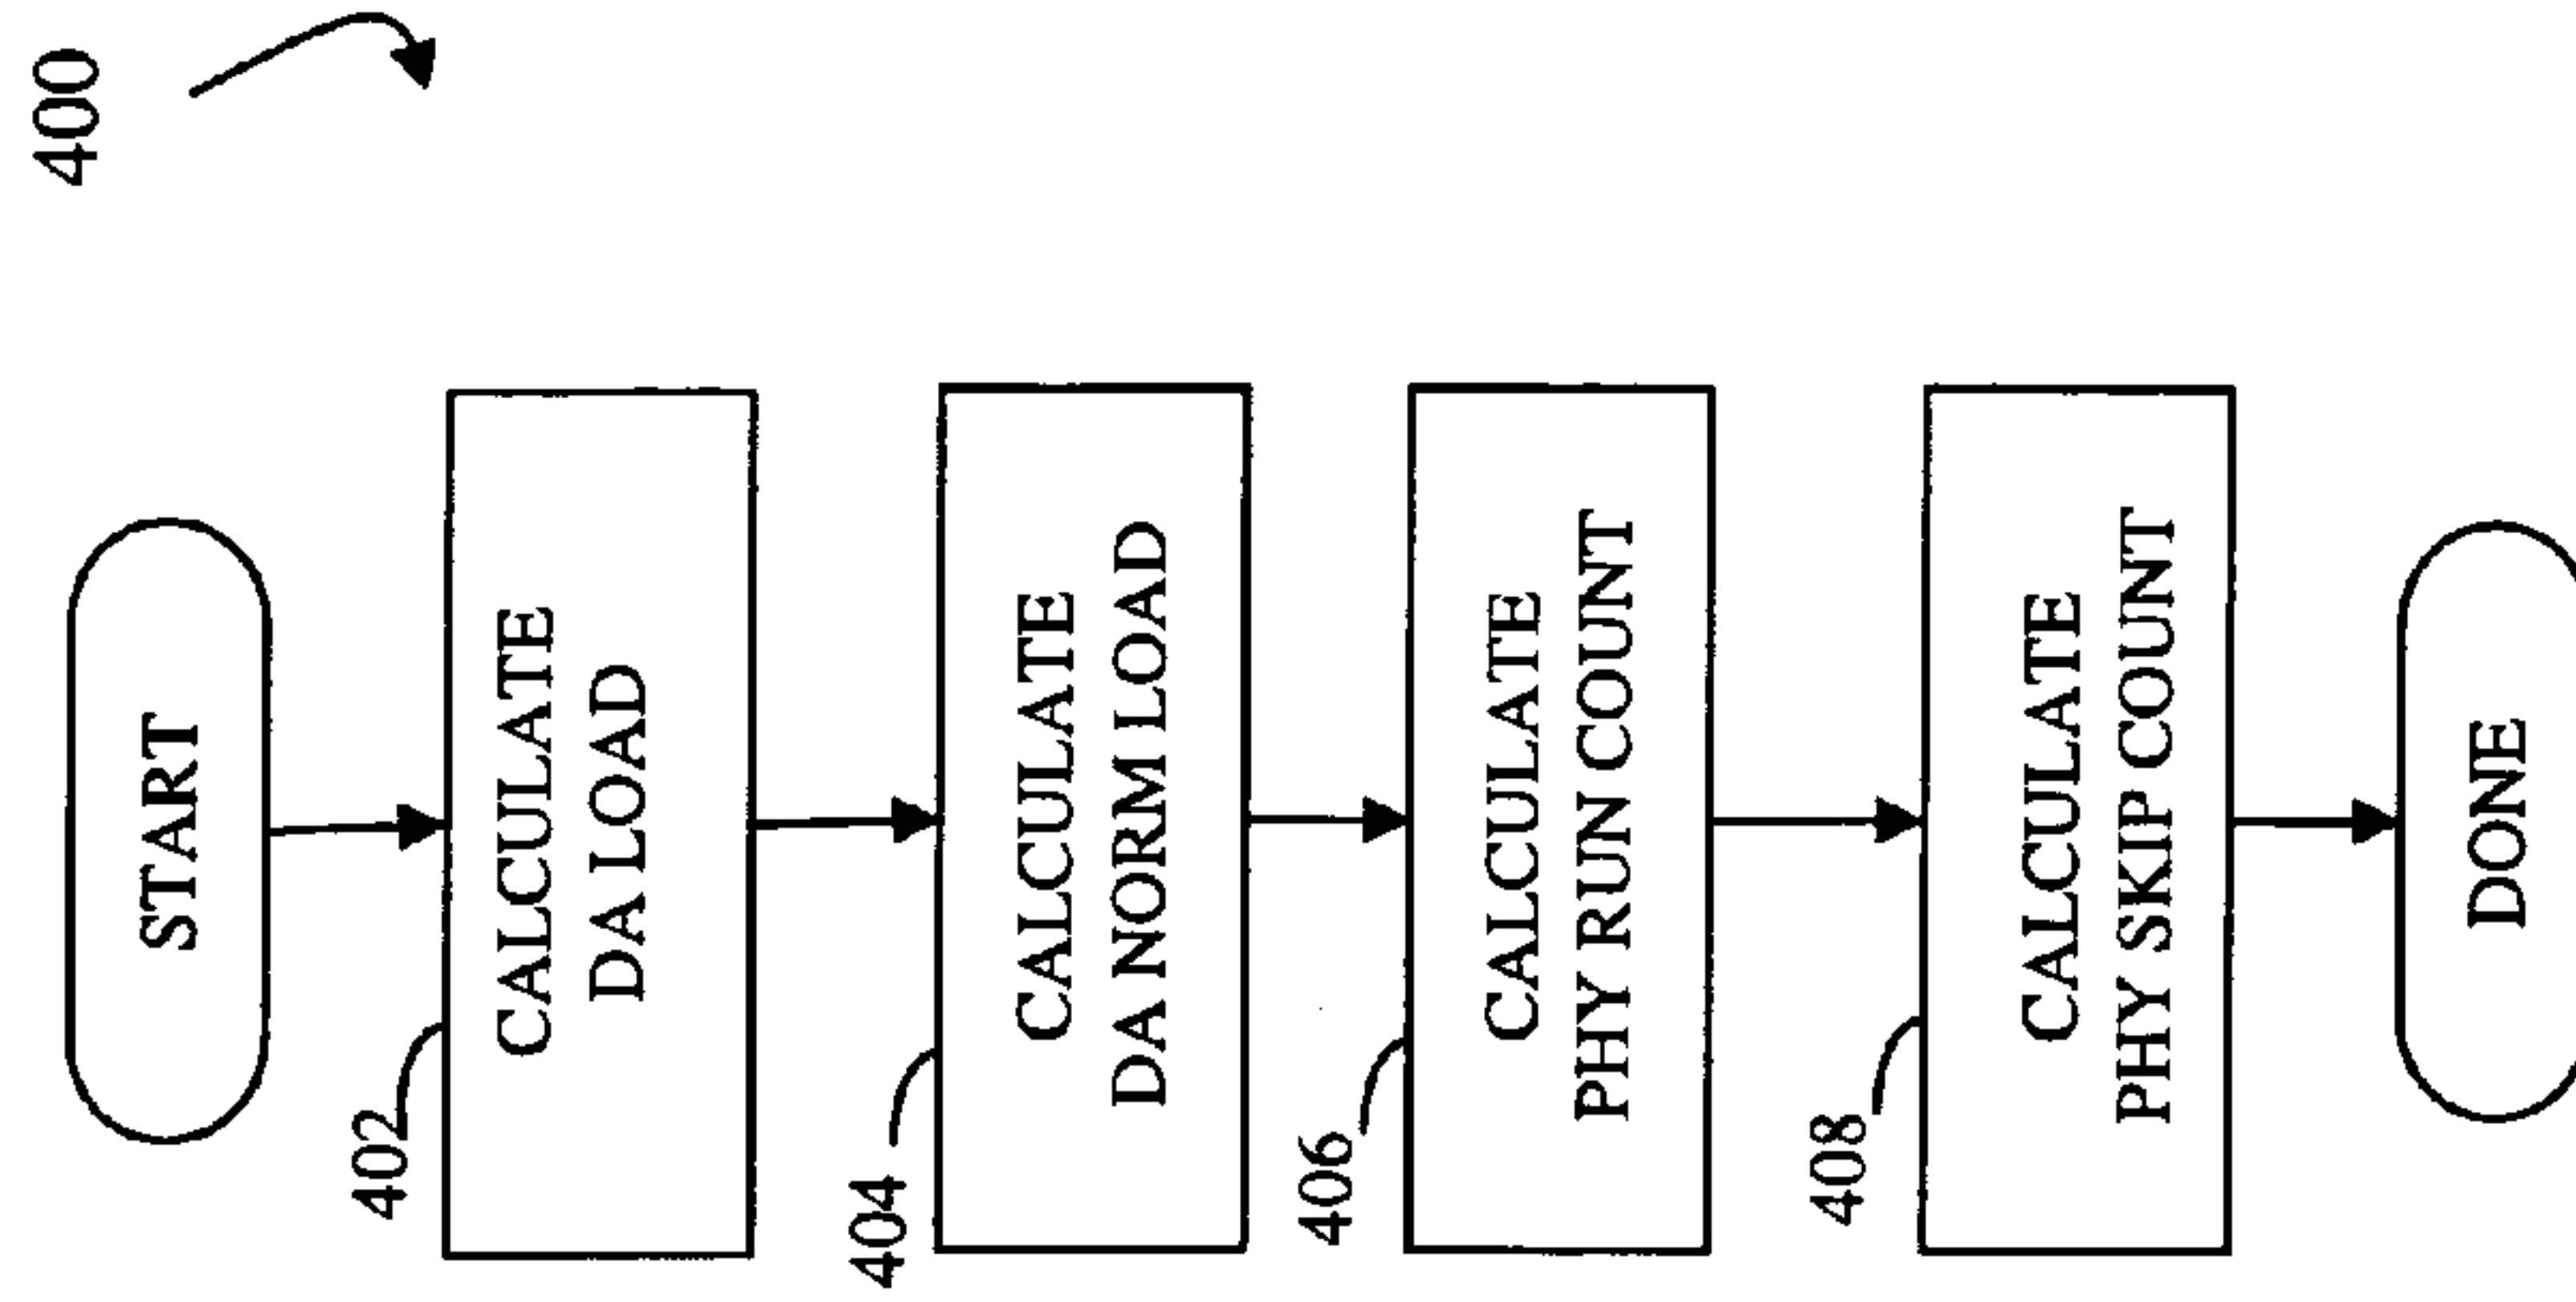 400
START
402
CALCULATE
DA LOAD
404
CALCULATE
DA NORM LOAD
406
CALCULATE
PHY RUN COUNT
408
CALCULATE
PHY SKIP COUNT
DONE